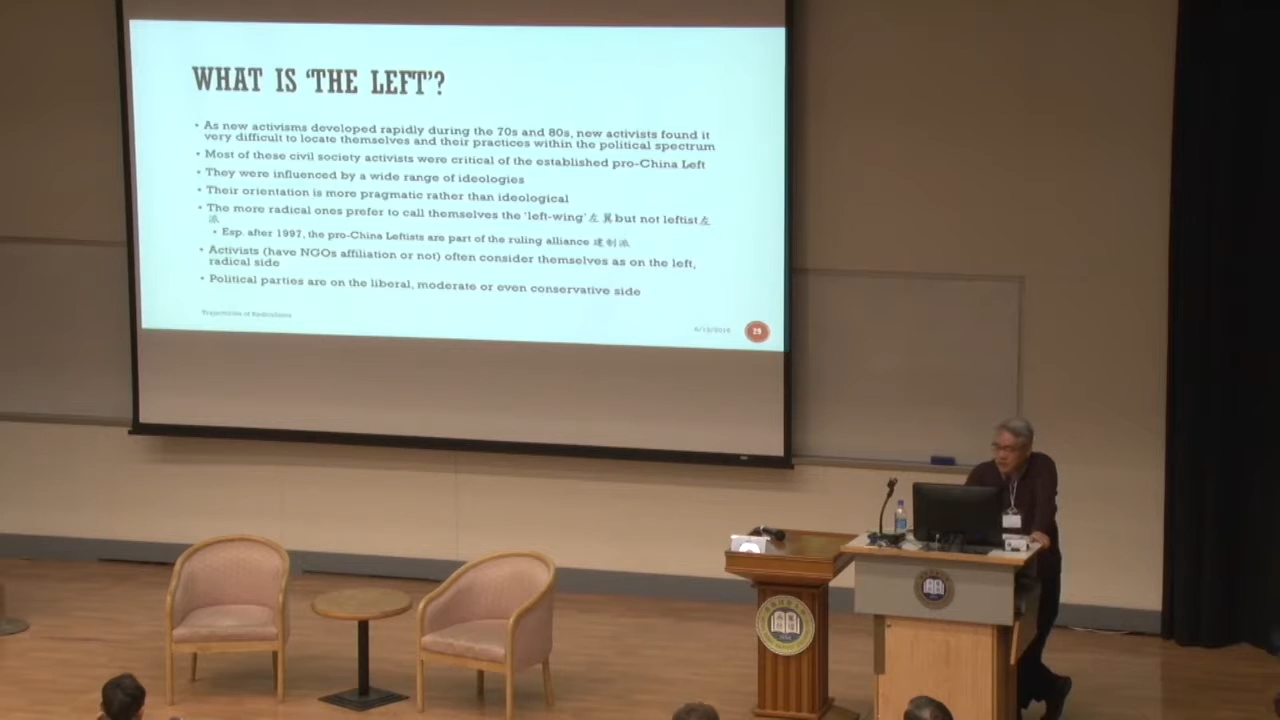 WHAT IS ‘THE LEFT’?
• As new activisms developed rapidly during the 70s and 80s, new activists found it
very difficult to locate themselves and their practices within the political spectrum
• Most of these civil society activists were critical of the established pro-China Left
• They were influenced by a wide range of ideologies
• Their orientation is more pragmatic rather than ideological
• The more radical ones prefer to call themselves the ‘left-wing’ 左翼 but not leftist 左
派
• Esp. after 1997, the pro-China Leftists are part of the ruling alliance 建制派
• Activists (have NGOs affiliation or not) often consider themselves as on the left,
radical side
• Political parties are on the liberal, moderate or even conservative side
Trajectories of Radicalisms
29